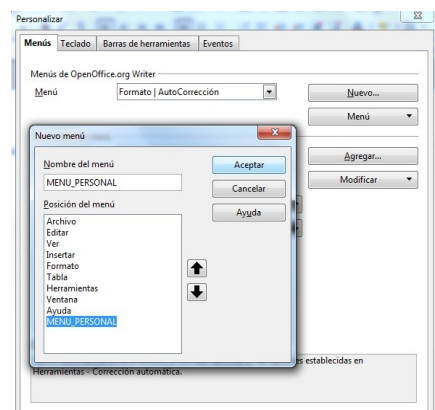 Personalizar
Menús Teclado Barras de herramientas Eventos
Menús de OpenOffice.org Writer
Menú Formato | AutoCorrección Nuevo...
Menú
Nuevo menú
Agregar...
Modificar
Nombre del menú
MENU_PERSONAL
Aceptar
Cancelar
Ayuda
Posición del menú
Archivo
Editar
Ver
Insertar
Formato
Tabla
Herramientas
Ventana
Ayuda
MENU_PERSONAL
establecidas en
Herramientas - Corrección automática.